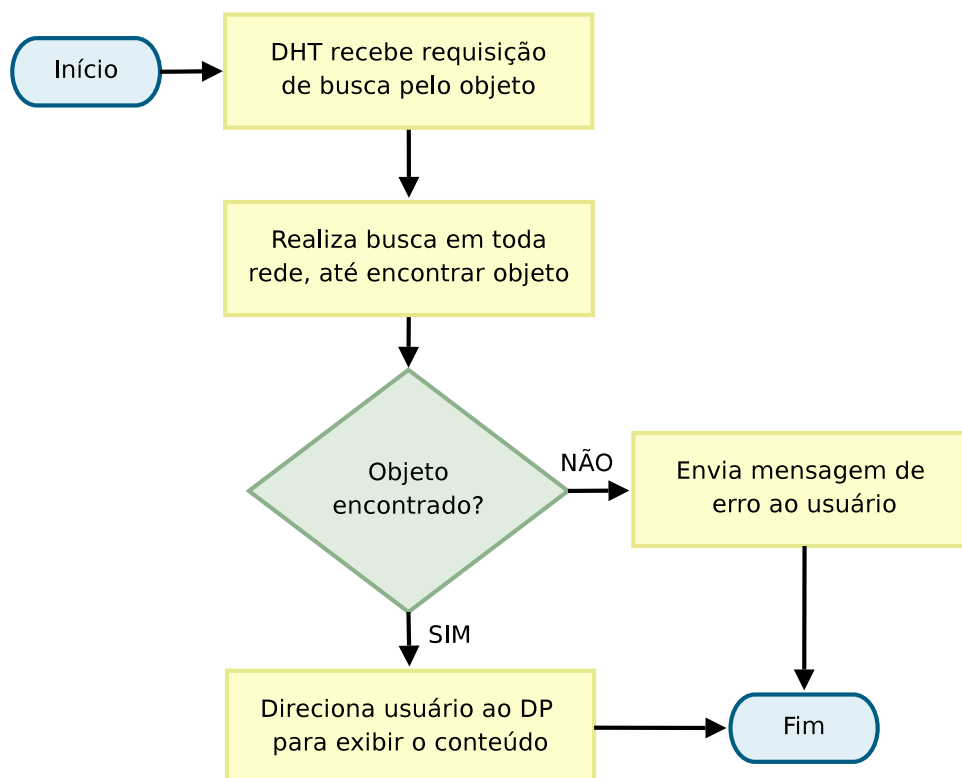 Início
DHT recebe requisição
de busca pelo objeto
Realiza busca em toda
rede, até encontrar objeto
Objeto
encontrado?
NÃO
Envia mensagem de
erro ao usuário
SIM
Direciona usuário ao DP
para exibir o conteúdo
Fim